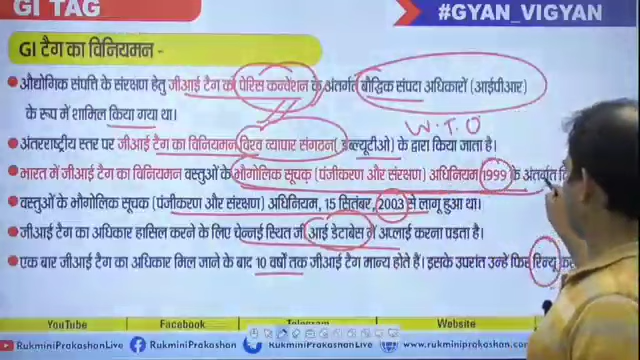 GI TAG
#GYAN_VIGYAN
GI टैग का विनियमन -
● औद्योगिक संपत्ति के संरक्षण हेतु जीआई टैग को पेरिस कन्वेंशन के अंतर्गत बौद्धिक संपदा अधिकारों (आईपीआर)
के रूप में शामिल किया गया था।
W.T.O
● अंतरराष्ट्रीय स्तर पर जीआई टैग का विनियमन विश्व व्यापार संगठन (डब्ल्यूटीओ) के द्वारा किया जाता है।
● भारत में जीआई टैग का विनियमन वस्तुओं के भौगोलिक सूचक (पंजीकरण और संरक्षण) अधिनियम 1999 के अंतर्गत
● वस्तुओं के भौगोलिक सूचक (पंजीकरण और संरक्षण) अधिनियम, 15 सितंबर, 2003 से लागू हुआ था।
● जीआई टैग का अधिकार हासिल करने के लिए चेन्नई स्थित जी आई डेटाबेस में अप्लाई करना पड़ता है।
● एक बार जीआई टैग का अधिकार मिल जाने के बाद 10 वर्षों तक जीआई टैग मान्य होते हैं। इसके उपरांत उन्हें फिर रिन्यू
YouTube Facebook Telegram Website
RukminiPrakashanLive RukminiPrakashan RukminiPrakashanLive www.rukminiprakashan.com